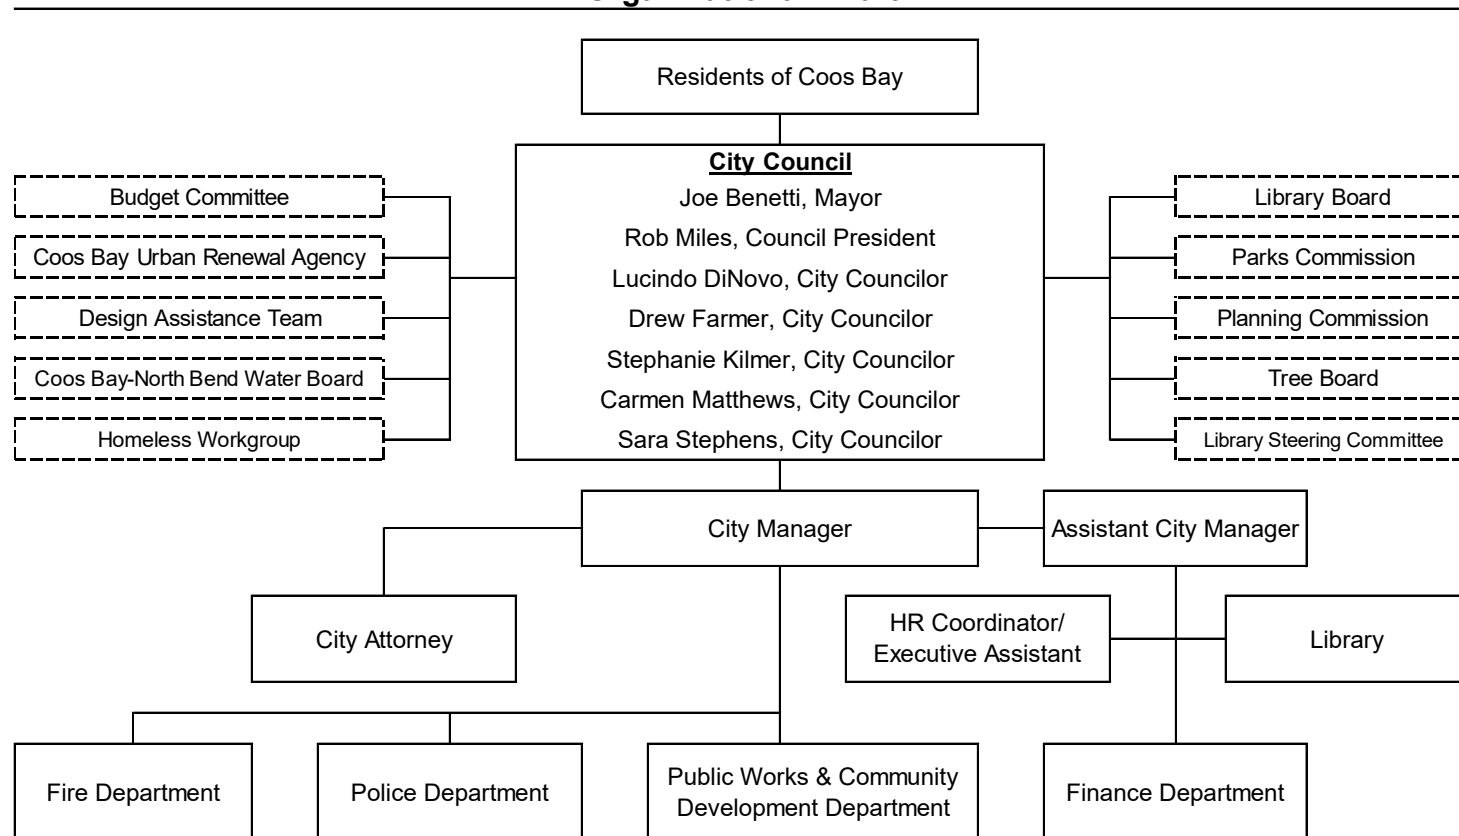 Residents of Coos Bay
City Council
Joe Benetti, Mayor
Rob Miles, Council President
Lucindo DiNovo, City Councilor
Drew Farmer, City Councilor
Stephanie Kilmer, City Councilor
Carmen Matthews, City Councilor
Sara Stephens, City Councilor
Budget Committee
Coos Bay Urban Renewal Agency
Design Assistance Team
Coos Bay-North Bend Water Board
Homeless Workgroup
Library Board
Parks Commission
Planning Commission
Tree Board
Library Steering Committee
City Manager
Assistant City Manager
City Attorney
HR Coordinator/
Executive Assistant
Library
Fire Department
Police Department
Public Works & Community
Development Department
Finance Department